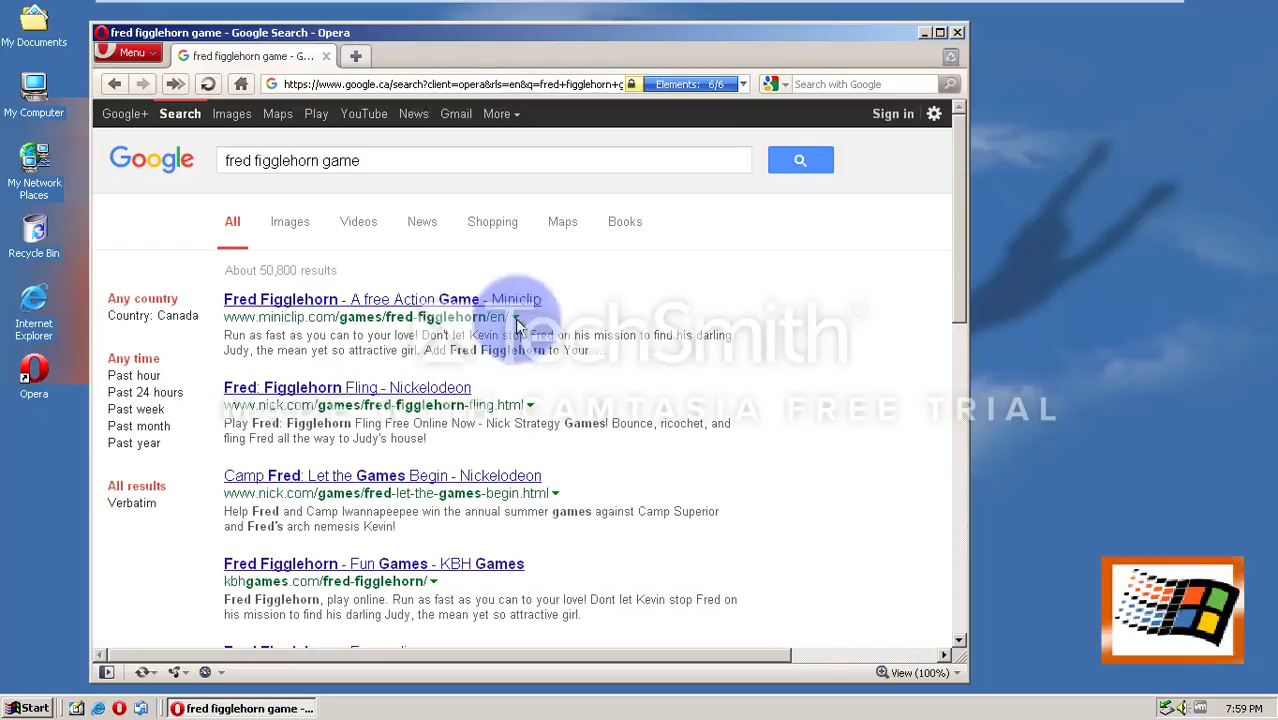 fred figglehorn game - Google Search - Opera
Menu
fred figglehorn game - G...
https://www.google.ca/search?client=opera&rls=en&q=fred+figglehorn+g
Elements: 6/6
Search with Google
Google+ Search Images Maps Play YouTube News Gmail More
Sign in
Google
fred figglehorn game
All Images Videos News Shopping Maps Books
About 50,800 results
Any country
Country: Canada
Any time
Past hour
Past 24 hours
Past week
Past month
Past year
All results
Verbatim
Fred Figglehorn - A free Action Game - Miniclip
www.miniclip.com/games/fred-figglehorn/en/
Run as fast as you can to your love! Don't let Kevin stop Fred on his mission to find his darling
Judy, the mean yet so attractive girl. Add Fred Figglehorn to Your ...
Fred: Figglehorn Fling - Nickelodeon
www.nick.com/games/fred-figglehorn-fling.html
Play Fred: Figglehorn Fling Free Online Now - Nick Strategy Games! Bounce, ricochet, and
fling Fred all the way to Judy's house!
Camp Fred: Let the Games Begin - Nickelodeon
www.nick.com/games/fred-let-the-games-begin.html
Help Fred and Camp Iwannapeepee win the annual summer games against Camp Superior
and Fred's arch nemesis Kevin!
Fred Figglehorn - Fun Games - KBH Games
kbhgames.com/fred-figglehorn/
Fred Figglehorn, play online. Run as fast as you can to your love! Dont let Kevin stop Fred on
his mission to find his darling Judy, the mean yet so attractive girl.
TechSmith
CAMTASIA FREE TRIAL
View (100%)
My Documents
My Computer
My Network
Places
Recycle Bin
Internet
Explorer
Opera
Start
fred figglehorn game -...
7:59 PM